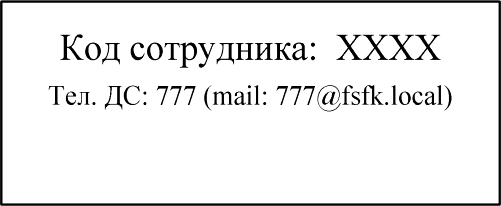 Код сотрудника: XXXX
Тел. ДС: 777 (mail: 777@fsfk.local)